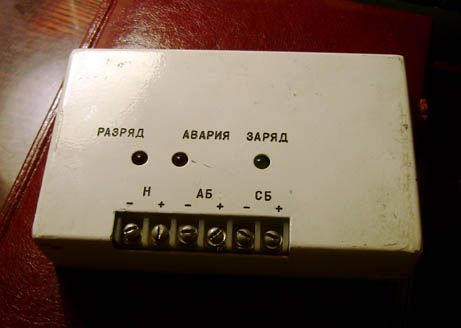 РАЗРЯД АВАРИЯ ЗАРЯД
Н АБ СБ
- + - + - +